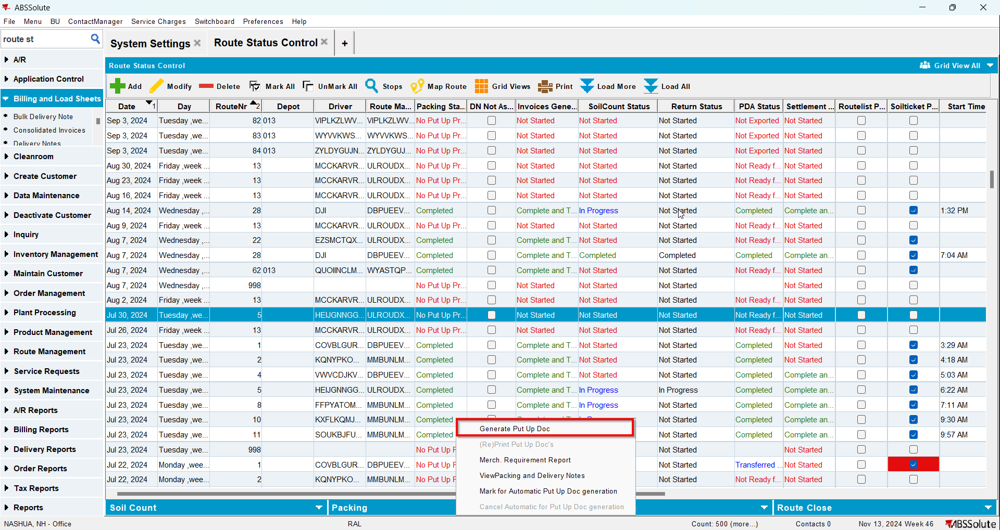 ABSSolute
File Menu BU ContactManager Service Charges Switchboard Preferences Help
route st
System Settings Route Status Control +
Route Status Control Grid View All
Add Modify Delete Mark All UnMark All Stops Map Route Grid Views Print Load More Load All
A/R
Application Control
Billing and Load Sheets
Bulk Delivery Note
Consolidated Invoices
Delivery Notes
Cleanroom
Create Customer
Data Maintenance
Deactivate Customer
Inquiry
Inventory Management
Maintain Customer
Order Management
Plant Processing
Product Management
Route Management
Service Requests
System Maintenance
A/R Reports
Billing Reports
Delivery Reports
Order Reports
Tax Reports
Reports
Date 1 Day RouteNr 2 Depot Driver Route Ma... Packing Sta... DN Not As... Invoices Gene... SoilCount Status Return Status PDA Status Settlement ... Routelist P... Soilticket P... Start Time
Sep 3, 2024 Tuesday ,we... 82 013 VIPLKZLWV... VIPLKZLWV... No Put Up Pr... Not Started Not Started Not Started Not Exported Not Started
Sep 3, 2024 Tuesday ,we... 83 013 WYVVKWS... WYVVKWS... No Put Up Pr... Not Started Not Started Not Started Not Exported Not Started
Sep 3, 2024 Tuesday ,we... 84 013 ZYLDYGUJN... ZYLDYGUJ... No Put Up Pr... Not Started Not Started Not Started Not Exported Not Started
Aug 30, 2024 Friday ,week ... 13 MCCKARVR... ULROUDX... No Put Up Pr... Not Started Not Started Not Started Not Ready f... Not Started
Aug 23, 2024 Friday ,week ... 13 MCCKARVR... ULROUDX... No Put Up Pr... Not Started Not Started Not Started Not Ready f... Not Started
Aug 16, 2024 Friday ,week ... 13 MCCKARVR... ULROUDX... No Put Up Pr... Not Started Not Started Not Started Not Ready f... Not Started
Aug 14, 2024 Wednesday ,... 28 DJI DBPUEEV... Completed Complete and T... In Progress Not Started Completed Complete an... 1:32 PM
Aug 9, 2024 Friday ,week ... 13 MCCKARVR... ULROUDX... No Put Up Pr... Not Started Not Started Not Started Not Ready f... Not Started
Aug 7, 2024 Wednesday ,... 22 EZSMCTQX... ULROUDX... Completed Complete and T... Not Started Not Started Not Ready f... Not Started
Aug 7, 2024 Wednesday ,... 28 DJI DBPUEEV... Completed Complete and T... Completed Completed Completed Complete an... 7:04 AM
Aug 7, 2024 Wednesday ,... 62 013 QUOIINCLM... WYASTQP... Completed Complete and T... Not Started Not Started Not Ready f... Not Started
Aug 7, 2024 Wednesday ,... 998 No Put Up Pr... Not Started Not Started Not Started Not Started
Aug 2, 2024 Friday ,week ... 13 MCCKARVR... ULROUDX... No Put Up Pr... Not Started Not Started Not Started Not Ready f... Not Started
Jul 30, 2024 Tuesday ,we... 5 HEIJGNNGG... ULROUDX... No Put Up Pr... Not Started Not Started Not Started Not Ready f... Not Started
Jul 26, 2024 Friday ,week ... 13 MCCKARVR... ULROUDX... No Put Up Pr... Not Started Not Started Not Started Not Ready f... Not Started
Jul 23, 2024 Tuesday ,we... 1 COVBLGUR... DBPUEEV... Completed Complete and T... Not Started Not Started Completed Not Started 3:29 AM
Jul 23, 2024 Tuesday ,we... 2 KQNYPKO... MMBUNLM... Completed Complete and T... Not Started Not Started Completed Not Started 4:18 AM
Jul 23, 2024 Tuesday ,we... 4 VWVCDJKV... DBPUEEV... Completed Complete and T... Not Started Not Started Completed Complete an... 5:03 AM
Jul 23, 2024 Tuesday ,we... 5 HEIJGNNGG... ULROUDX... Completed Complete and T... In Progress In Progress Completed Complete an... 6:22 AM
Jul 23, 2024 Tuesday ,we... 8 FFPYATOM... MMBUNLM... Completed Complete and T... In Progress Not Started Completed Complete an... 7:11 AM
Jul 23, 2024 Tuesday ,we... 10 KXFLKQMJ... MMBUNLM... Completed Not Started Completed Complete an... 9:30 AM
Jul 23, 2024 Tuesday ,we... 11 SOUKBJFU... MMBUNLM... Completed Not Started Completed Complete an... 9:57 AM
Jul 23, 2024 Tuesday ,we... 998 No Put Up Not Started Not Started
Jul 22, 2024 Monday ,wee... 1 COVBLGUR... DBPUEEV... No Put Up Not Started Transferred ... Not Started
Jul 22, 2024 Monday ,wee... 2 KQNYPKO... MMBUNLM... No Put Up Not Started Not Ready f... Not Started
Generate Put Up Doc
(Re)Print Put Up Doc's
Merch. Requirement Report
ViewPacking and Delivery Notes
Mark for Automatic Put Up Doc generation
Cancel Automatic for Put Up Doc generation
Soil Count Packing Route Close
NASHUA, NH - Office RAL Count: 500 (more...) Contacts 0 Nov 13, 2024 Week 46 ABSSolute